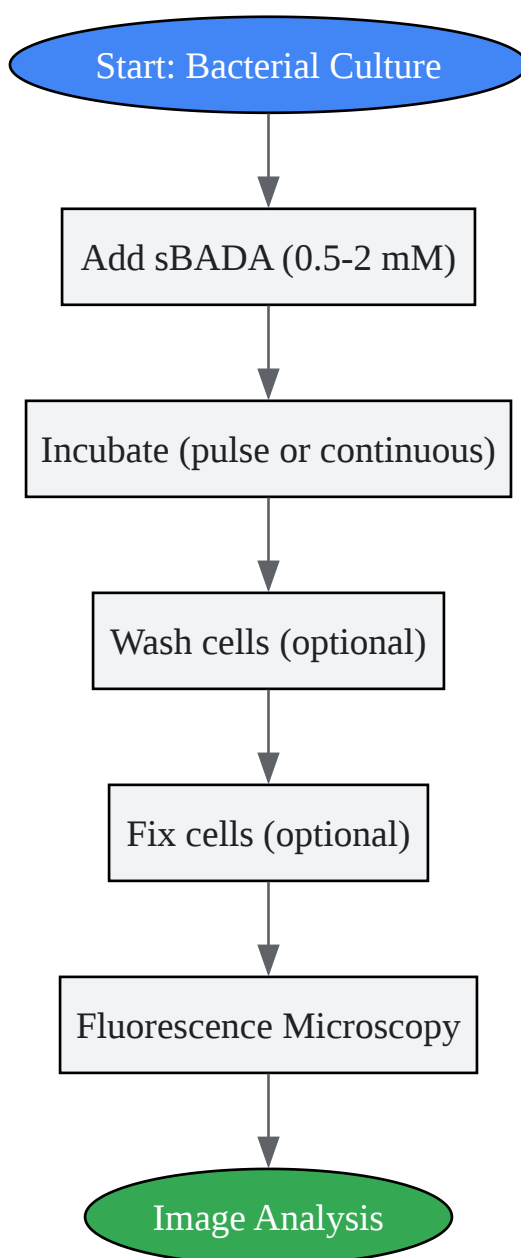 Start: Bacterial Culture
Add sBADA (0.5-2 mM)
Incubate (pulse or continuous)
Wash cells (optional)
Fix cells (optional)
Fluorescence Microscopy
Image Analysis